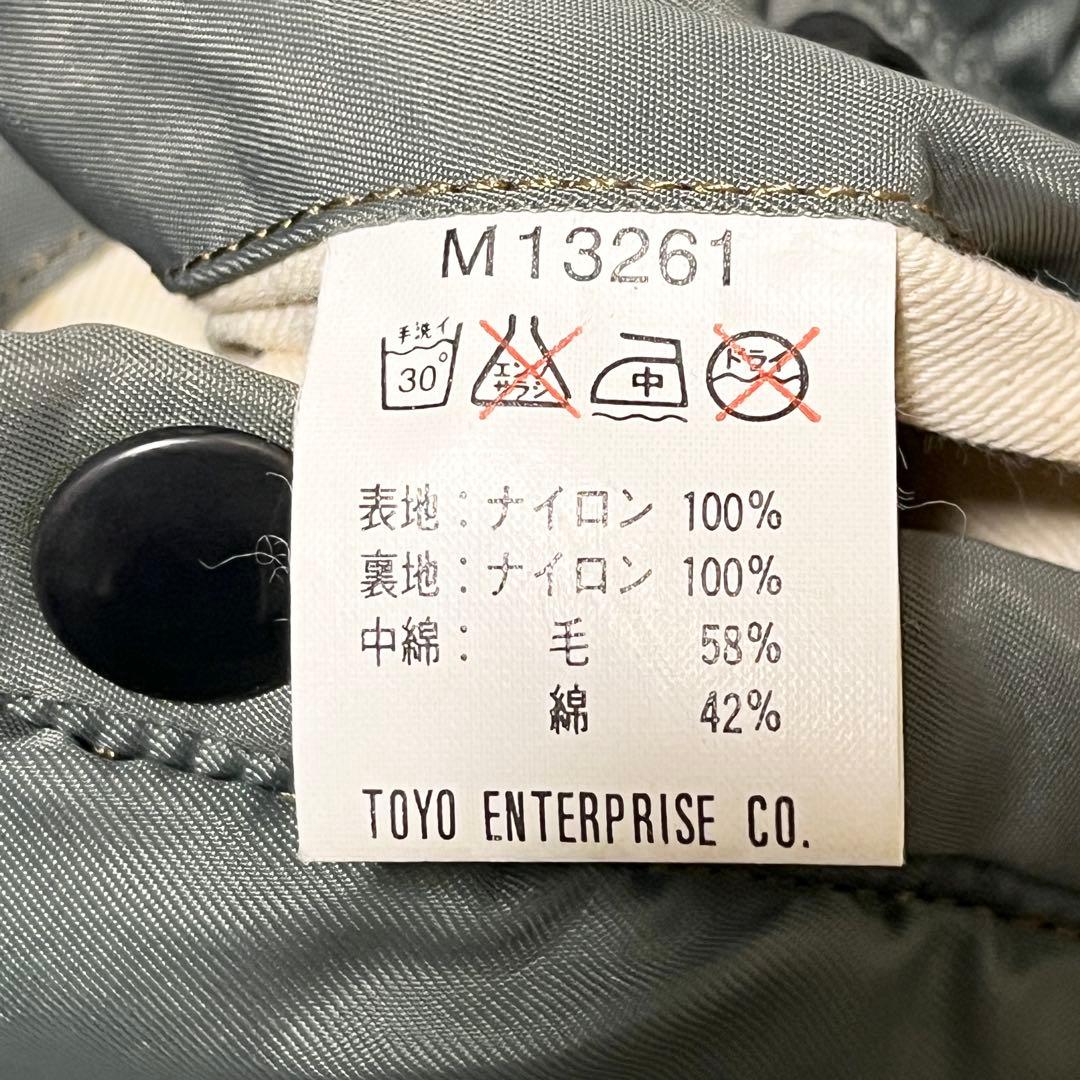 M13261
手洗イ エンソサラシ 中 ドライ
30
表地：ナイロン 100%
裏地：ナイロン 100%
中綿： 毛 58%
綿 42%
TOYO ENTERPRISE CO.